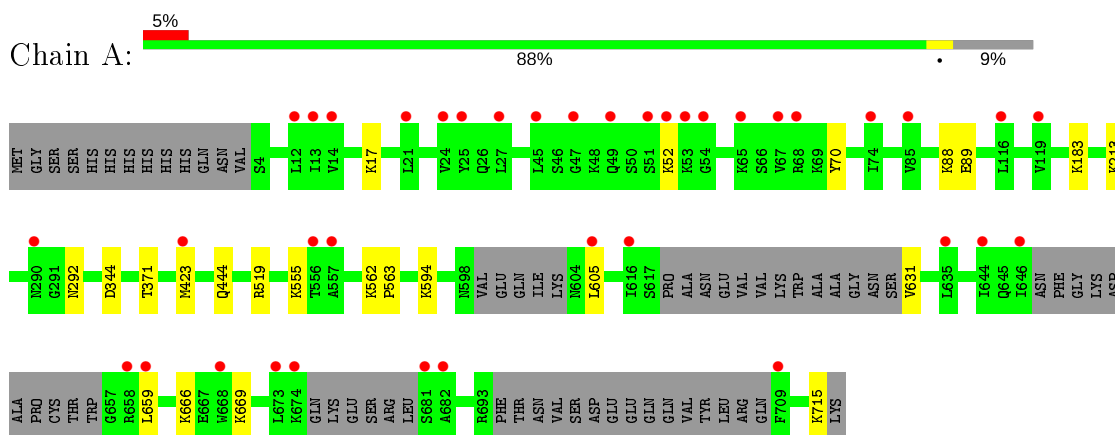 5%
Chain A:
88%
9%
MET GLY SER SER HIS HIS HIS HIS HIS HIS GLN ASN VAL S4 L12 I13 V14 K17 L21 V24 Y25 Q26 L27 L45 S46 G47 K48 Q49 S50 S51 K52 K53 G54 K65 S66 V67 R68 K69 Y70 I74 V85 K88 E89 L116 V119 K183
N290 G291 N292 D344 T371 M423 Q444 R519 K555 T556 A557 K562 P563 K594 N598 VAL GLU GLN ILE LYS N604 L605 I616 S617 PRO ALA ASN GLU VAL VAL LYS TRP ALA ALA GLY ASN SER V631 L635 I644 Q645 I646 ASN PHE GLY LYS ASP
ALA PRO CYS THR TRP G657 R658 L659 K666 E667 W668 K669 L673 K674 GLN LYS GLU SER ARG LEU S681 A682 R693 PHE THR ASN VAL SER ASP GLU GLU GLN GLN VAL TYR LEU ARG GLN F709 K715 LYS